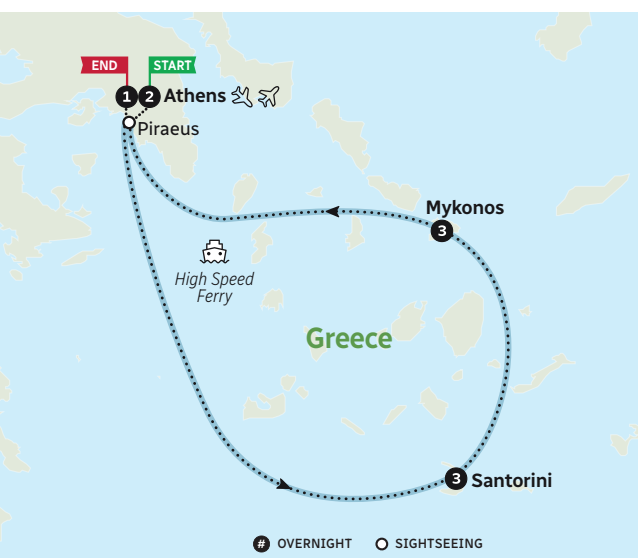 END
START
1
2
Athens
Piraeus
Mykonos
3
High Speed
Ferry
Greece
3
Santorini
# OVERNIGHT
SIGHTSEEING